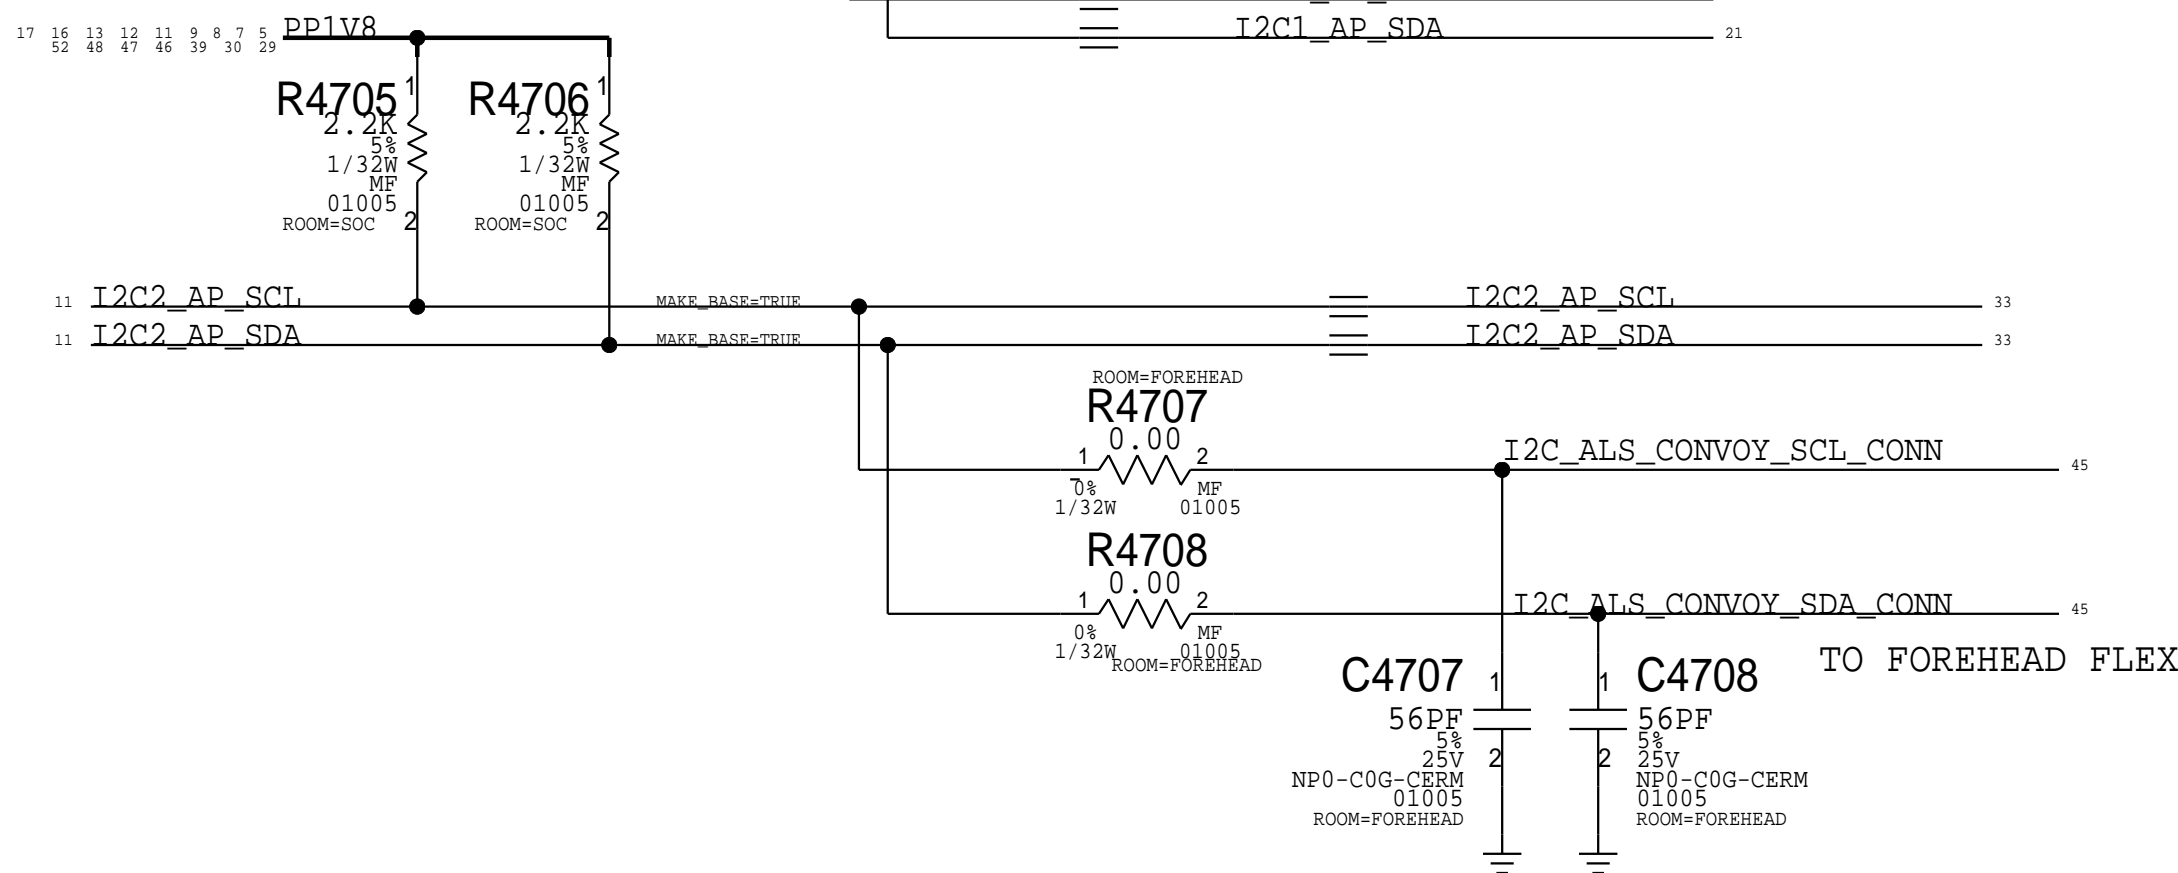 I2C1_AP_SDA 21
17 16 13 12 11 9 8 7 5 PP1V8
52 48 47 46 39 30 29
R4705 1
2.2K
5%
1/32W
MF
01005
ROOM=SOC 2
R4706 1
2.2K
5%
1/32W
MF
01005
ROOM=SOC 2
11 I2C2_AP_SCL MAKE_BASE=TRUE I2C2_AP_SCL 33
11 I2C2_AP_SDA MAKE_BASE=TRUE I2C2_AP_SDA 33
ROOM=FOREHEAD
R4707
0.00
1 2
0% MF
1/32W 01005
I2C_ALS_CONVOY_SCL_CONN 45
R4708
0.00
1 2
0% MF
1/32W 01005
ROOM=FOREHEAD
I2C_ALS_CONVOY_SDA_CONN 45
TO FOREHEAD FLEX
C4707 1
56PF
5%
25V 2
NP0-C0G-CERM
01005
ROOM=FOREHEAD
1 C4708
56PF
5%
2 25V
NP0-C0G-CERM
01005
ROOM=FOREHEAD